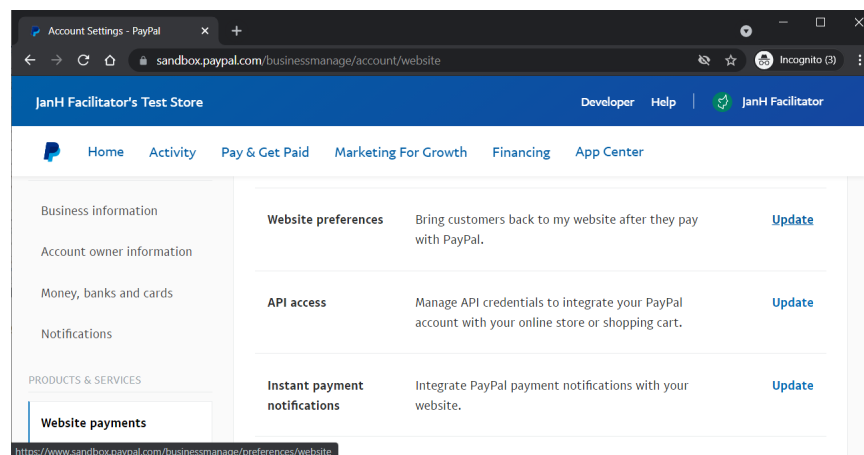 Account Settings - PayPal
sandbox.paypal.com/businessmanage/account/website
Incognito (3)
JanH Facilitator's Test Store
Developer Help JanH Facilitator
Home Activity Pay & Get Paid Marketing For Growth Financing App Center
Business information
Account owner information
Money, banks and cards
Notifications
PRODUCTS & SERVICES
Website payments
Website preferences
Bring customers back to my website after they pay
with PayPal.
Update
API access
Manage API credentials to integrate your PayPal
account with your online store or shopping cart.
Update
Instant payment
notifications
Integrate PayPal payment notifications with your
website.
Update
https://www.sandbox.paypal.com/businessmanage/preferences/website